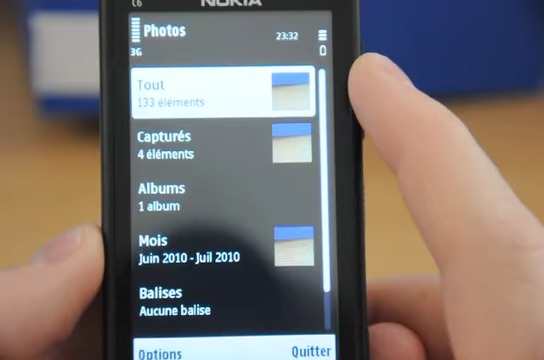 C6
NOKIA
Photos
23:32
3G
Tout
133 éléments
Capturés
4 éléments
Albums
1 album
Mois
Juin 2010 - Juil 2010
Balises
Aucune balise
Options Quitter